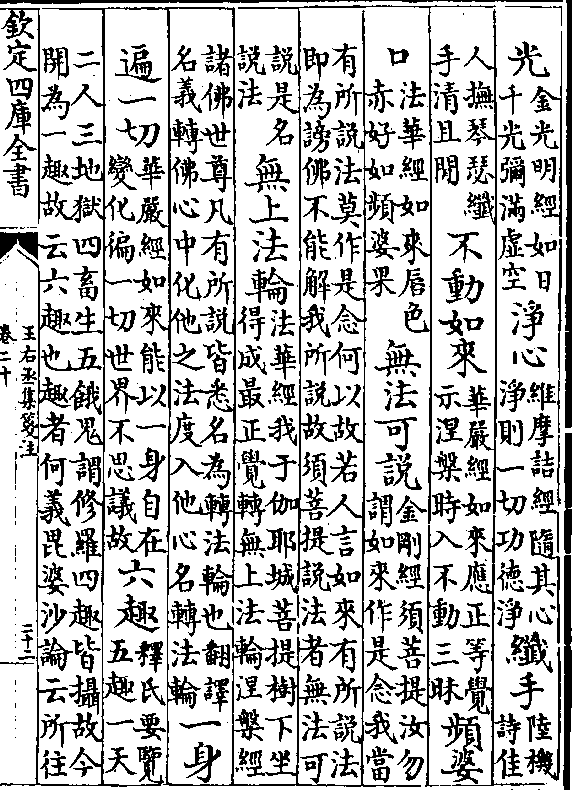 光金光明經如日千光彌滿虚空淨心維摩詰經隨其心淨則一切功德淨纖手陸機詩佳
人撫琴瑟纖手清且閒不動如來華嚴經如來應正等覺示涅槃時入不動三昧頻婆
口法華經如來唇色赤好如頻婆果無法可説金剛經須菩提汝勿謂如來作是念我當
有所説法莫作是念何以故若人言如來有所説法即為謗佛不能解我所説故須菩提説法者無法可
説是名説法無上法輪法華經我于伽耶城菩提樹下坐得成最正覺轉無上法輪涅槃經
諸佛世尊凡有所説皆悉名為轉法輪也翻譯名義轉佛心中化他之法度入他心名轉法輪一身
遍一切華嚴經如來能以一身自在變化徧一切世界不思議故六趣釋氏要覽五趣一天
二人三地獄四畜生五餓鬼謂修羅四趣皆攝故今開為一趣故云六趣也趣者何義毘婆沙論云所往
欽定四庫全書
王右丞集箋注
卷二十
二十二